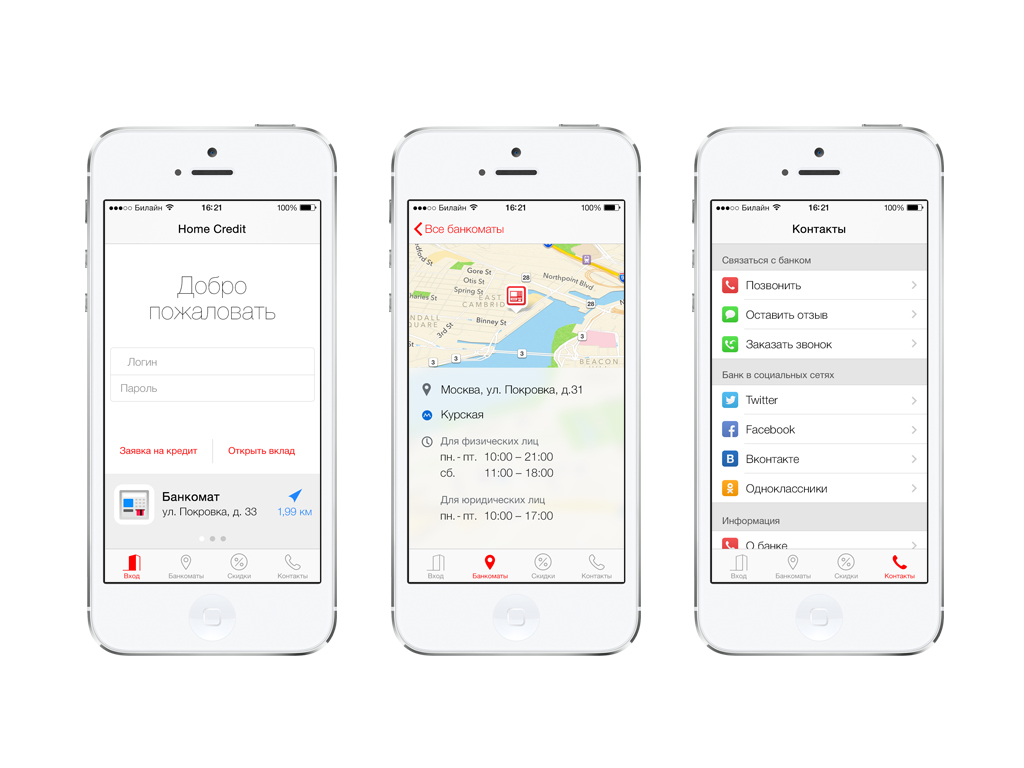 Билайн 16:21 100%
Home Credit
Добро
пожаловать
Логин
Пароль
Заявка на кредит Открыть вклад
Банкомат
ул. Покровка, д. 33 1,99 км
Вход Банкоматы Скидки Контакты
Билайн 16:21 100%
Все банкоматы
Gore St
Otis St
Spring St
Northpoint Blvd
28
EAST
CAMBRID
28
Binney St
3rd St
3
3
3
3
BEACON
Москва, ул. Покровка, д.31
Курская
Для физических лиц
пн. - пт. 10:00 – 21:00
сб. 11:00 – 18:00
Для юридических лиц
пн. - пт. 10:00 – 17:00
Вход Банкоматы Скидки Контакты
Билайн 16:21 100%
Контакты
Связаться с банком
Позвонить
Оставить отзыв
Заказать звонок
Банк в социальных сетях
Twitter
Facebook
Вконтакте
Одноклассники
Информация
О банке
Вход Банкоматы Скидки Контакты